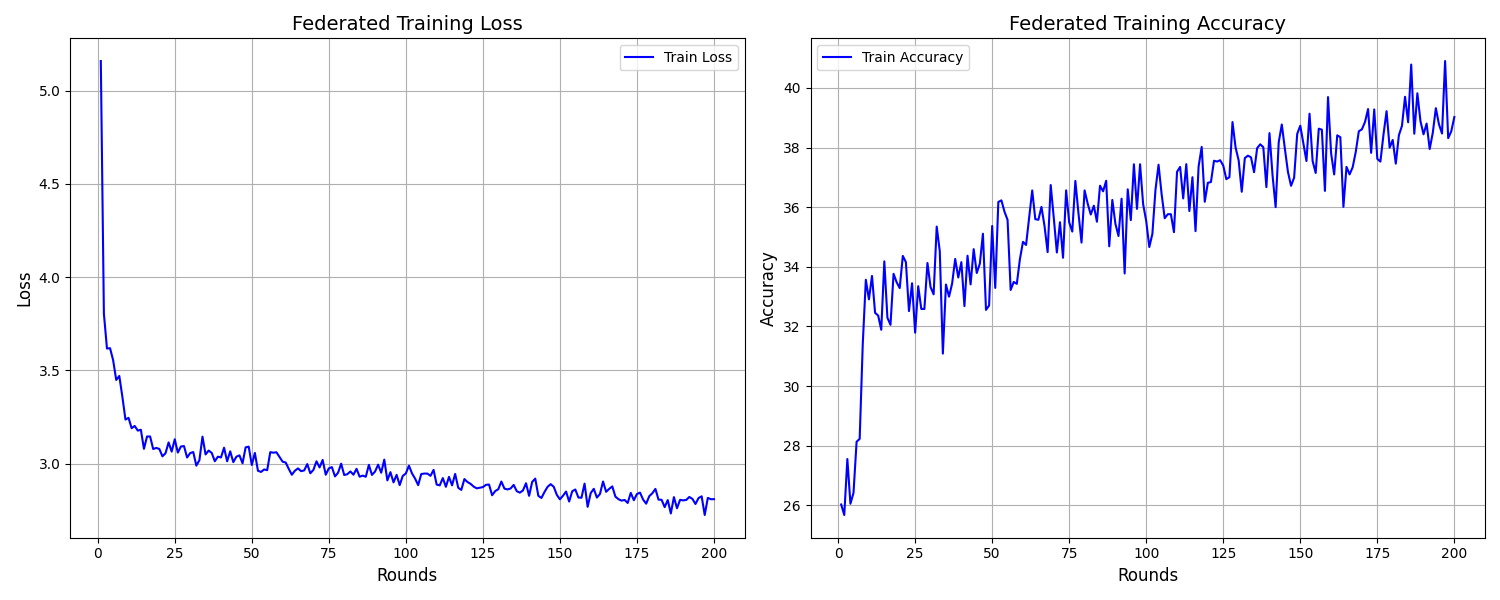 Federated Training Loss
Train Loss
5.0
4.5
4.0
3.5
3.0
Loss
0 25 50 75 100 125 150 175 200
Rounds
Federated Training Accuracy
Train Accuracy
40
38
36
34
32
30
28
26
Accuracy
0 25 50 75 100 125 150 175 200
Rounds